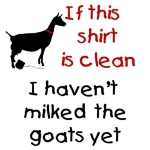 If this
shirt
is clean
I haven't
milked the
goats yet